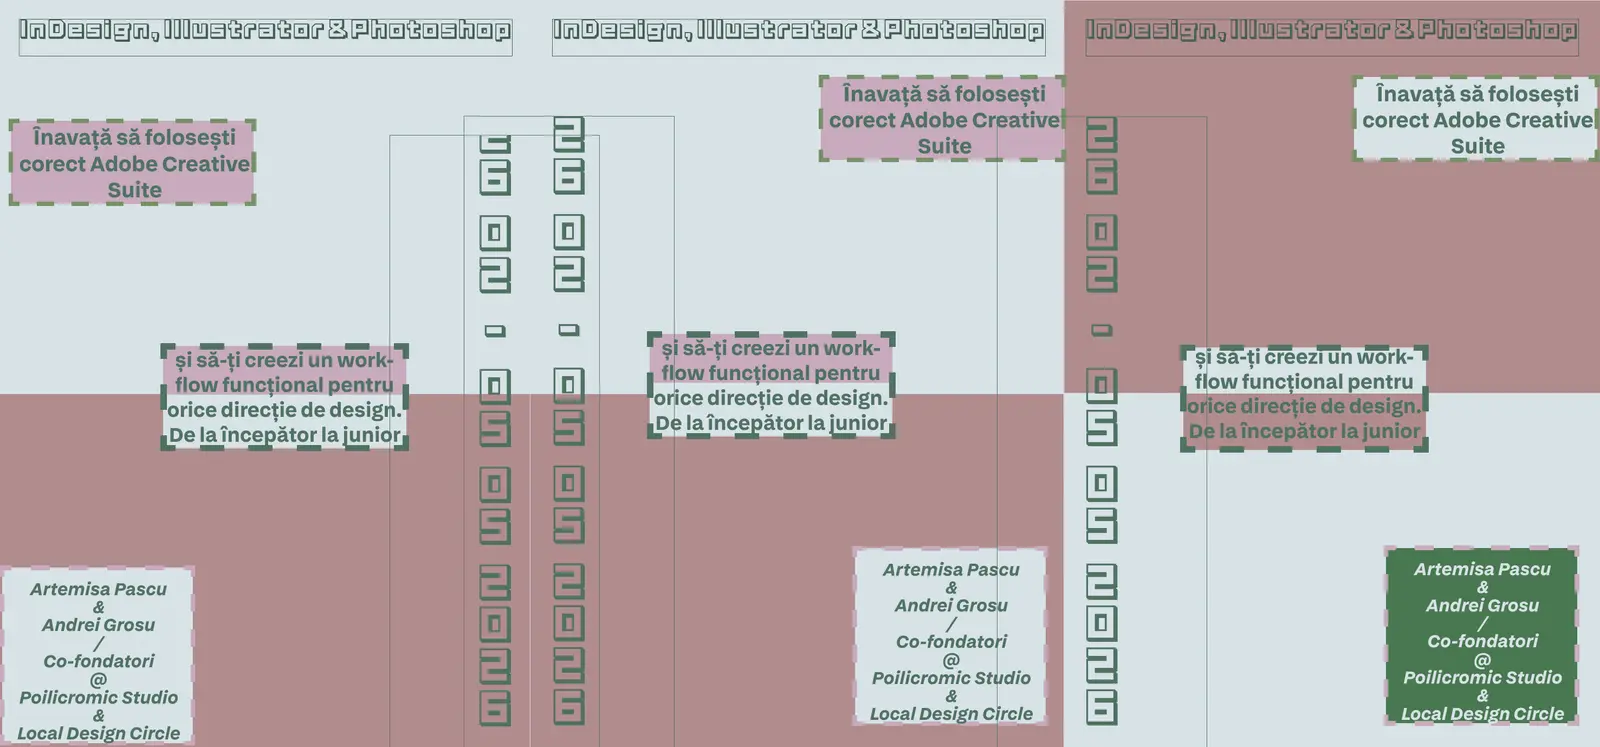 InDesign, Illustrator & Photoshop
Înavață să folosești
corect Adobe Creative
Suite
26 02 - 05 05 2026
și să-ți creezi un work-
flow funcțional pentru
orice direcție de design.
De la începător la junior
Artemisa Pascu
&
Andrei Grosu
/
Co-fondatori
@
Poilicromic Studio
&
Local Design Circle
InDesign, Illustrator & Photoshop
Înavață să folosești
corect Adobe Creative
Suite
26 02 - 05 05 2026
și să-ți creezi un work-
flow funcțional pentru
orice direcție de design.
De la începător la junior
Artemisa Pascu
&
Andrei Grosu
/
Co-fondatori
@
Poilicromic Studio
&
Local Design Circle
InDesign, Illustrator & Photoshop
Înavață să folosești
corect Adobe Creative
Suite
26 02 - 05 05 2026
și să-ți creezi un work-
flow funcțional pentru
orice direcție de design.
De la începător la junior
Artemisa Pascu
&
Andrei Grosu
/
Co-fondatori
@
Poilicromic Studio
&
Local Design Circle